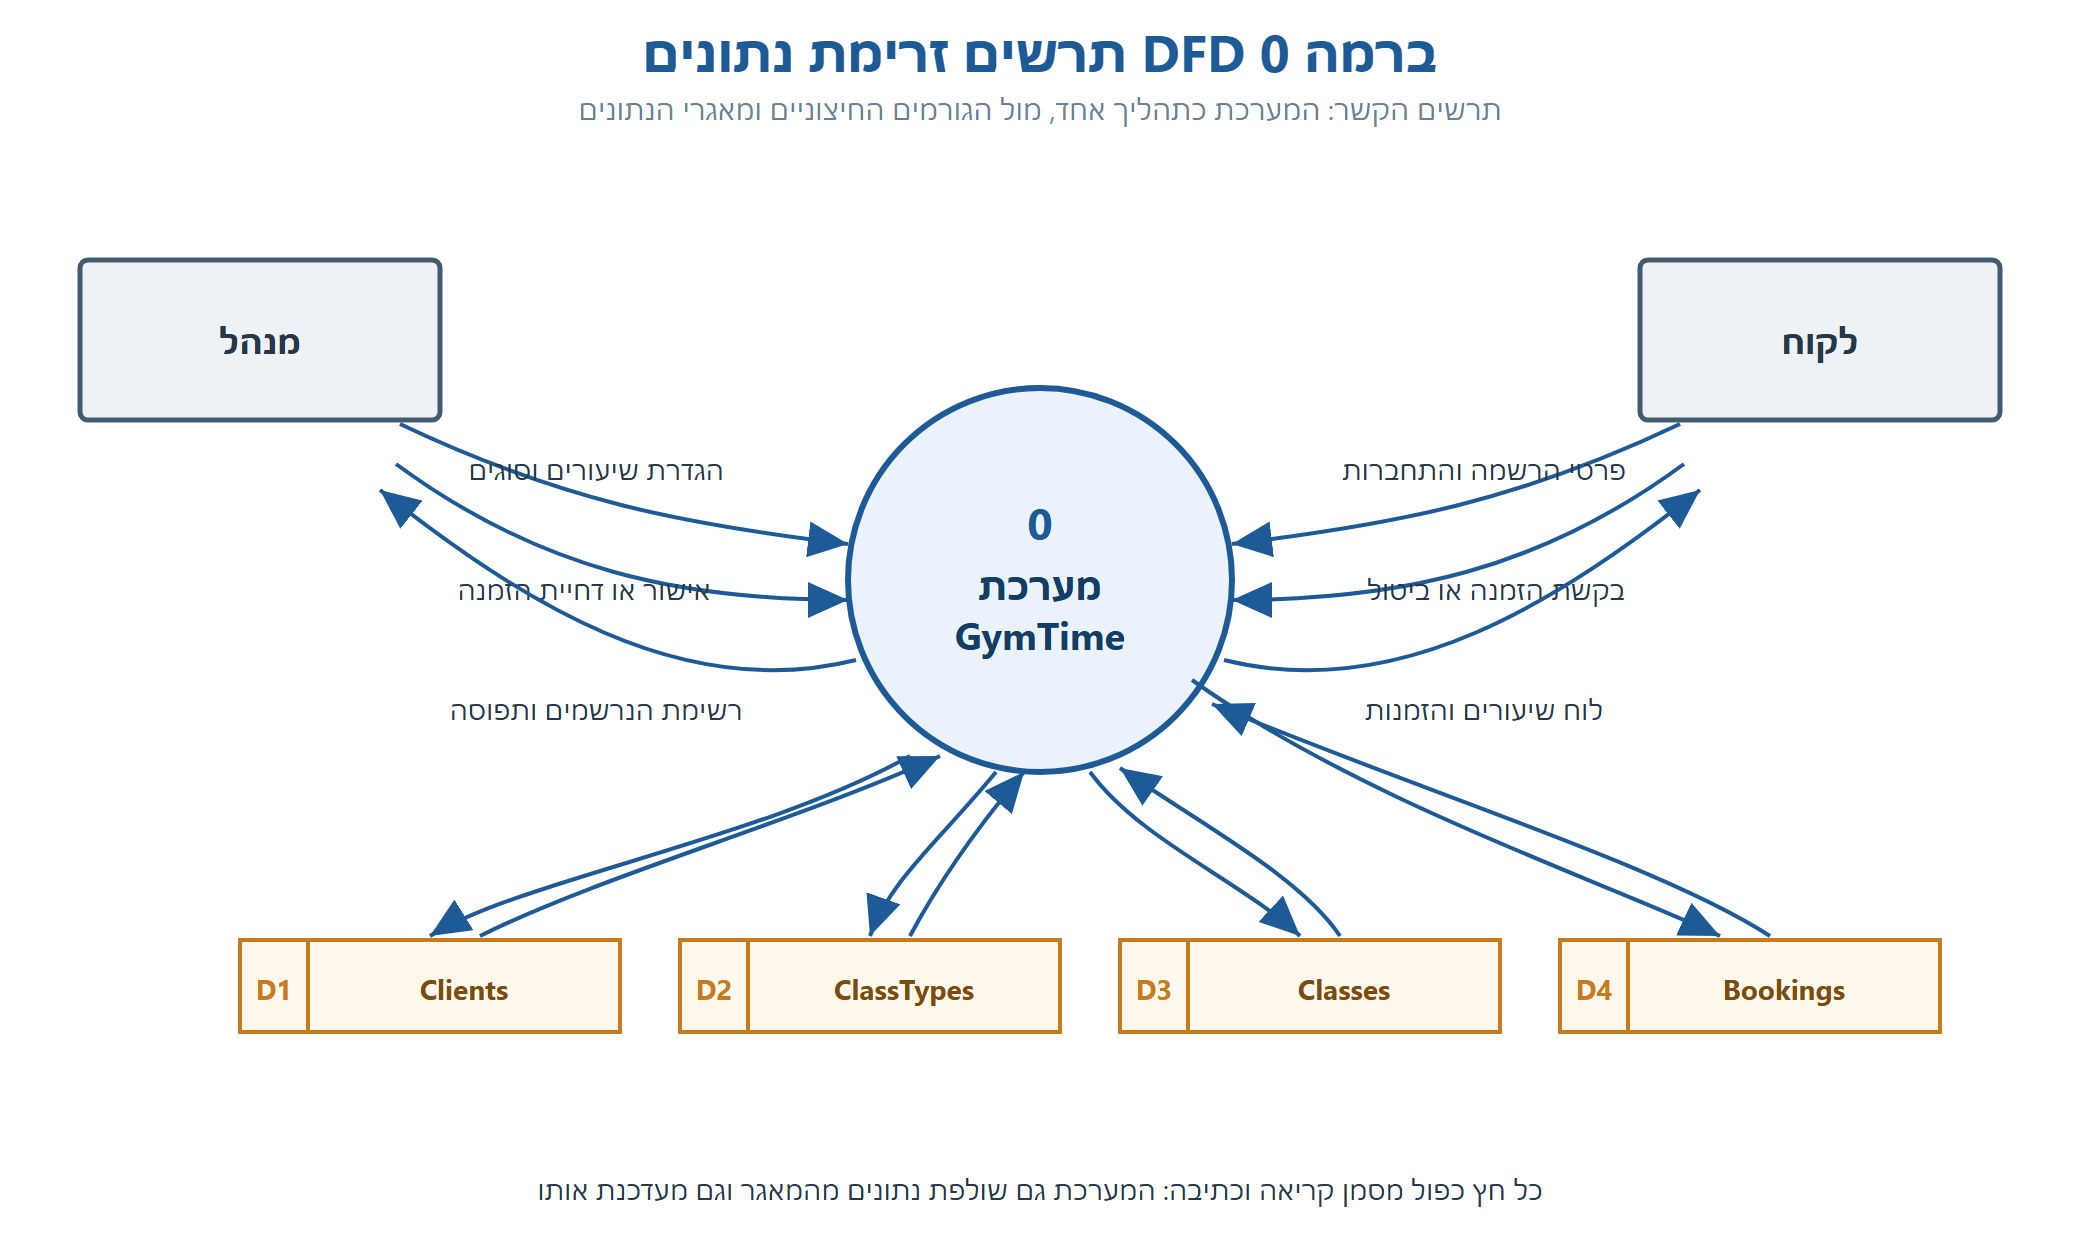 ברמה 0 DFD תרשים זרימת נתונים
תרשים הקשר: המערכת כתהליך אחד, מול הגורמים החיצוניים ומאגרי הנתונים
לקוח
מנהל
פרטי הרשמה והתחברות
הגדרת שיעורים וסוגים
0
מערכת
GymTime
בקשת הזמנה או ביטול
אישור או דחיית הזמנה
לוח שיעורים והזמנות
רשימת הנרשמים ותפוסה
D1 Clients
D2 ClassTypes
D3 Classes
D4 Bookings
כל חץ כפול מסמן קריאה וכתיבה: המערכת גם שולפת נתונים מהמאגר וגם מעדכנת אותו